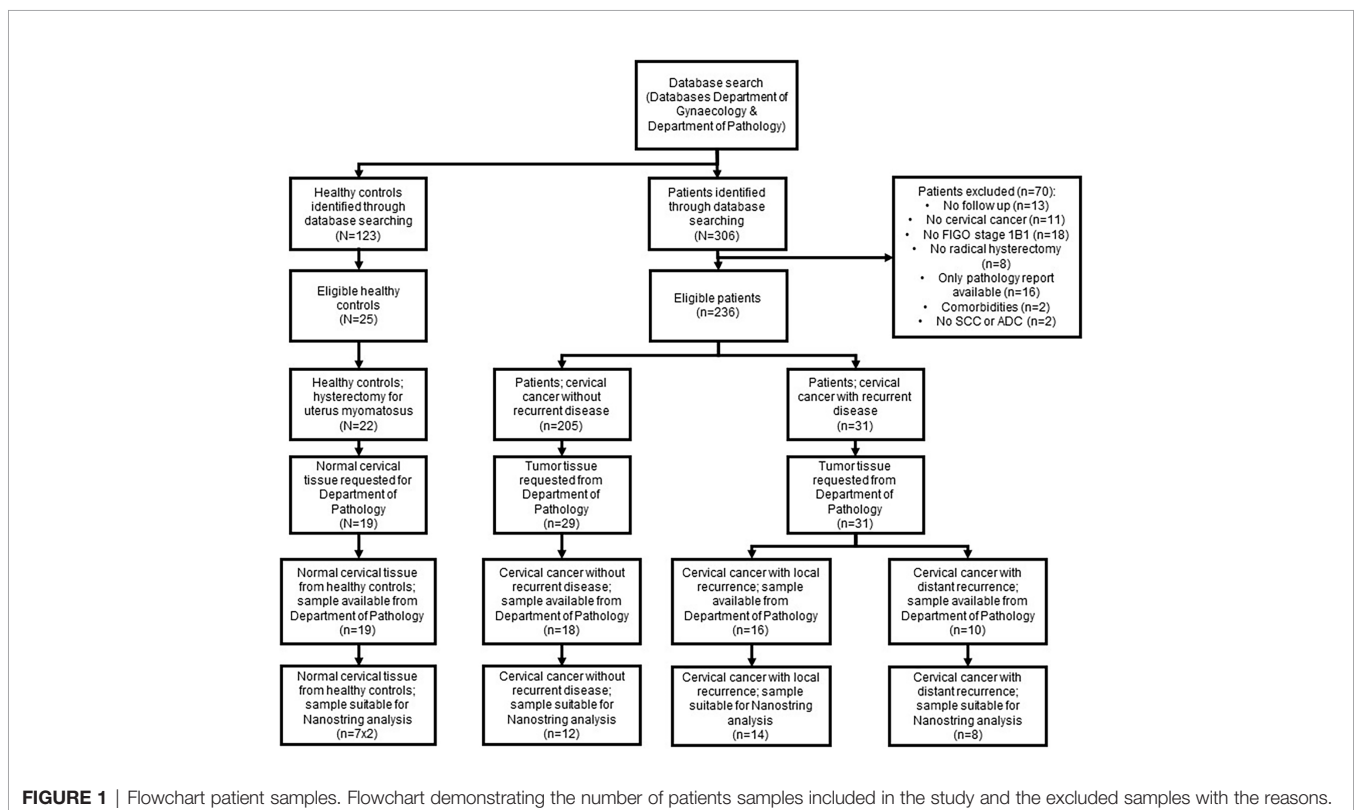 Database search
(Databases Department of
Gynaecology &
Department of Pathology)
Healthy controls
identified through
database searching
(N=123)
Patients identified
through database
searching
(N=306)
Patients excluded (n=70):
• No follow up (n=13)
• No cervical cancer (n=11)
• No FIGO stage 1B1 (n=18)
• No radical hysterectomy
(n=8)
• Only pathology report
available (n=16)
• Comorbidities (n=2)
• No SCC or ADC (n=2)
Eligible healthy
controls
(N=25)
Eligible patients
(n=236)
Healthy controls;
hysterectomy for
uterus myomatosus
(N=22)
Patients; cervical
cancer without
recurrent disease
(n=205)
Patients; cervical
cancer with recurrent
disease
(n=31)
Normal cervical
tissue requested for
Department of
Pathology
(N=19)
Tumor tissue
requested from
Department of
Pathology
(n=29)
Tumor tissue
requested from
Department of
Pathology
(n=31)
Normal cervical tissue
from healthy controls;
sample available from
Department of Pathology
(n=19)
Cervical cancer without
recurrent disease;
sample available from
Department of Pathology
(n=18)
Cervical cancer with local
recurrence; sample
available from
Department of Pathology
(n=16)
Cervical cancer with
distant recurrence;
sample available from
Department of Pathology
(n=10)
Normal cervical tissue
from healthy controls;
sample suitable for
Nanostring analysis
(n=7x2)
Cervical cancer without
recurrent disease;
sample suitable for
Nanostring analysis
(n=12)
Cervical cancer with local
recurrence; sample
suitable for Nanostring
analysis
(n=14)
Cervical cancer with
distant recurrence;
sample suitable for
Nanostring analysis
(n=8)
FIGURE 1 | Flowchart patient samples. Flowchart demonstrating the number of patients samples included in the study and the excluded samples with the reasons.